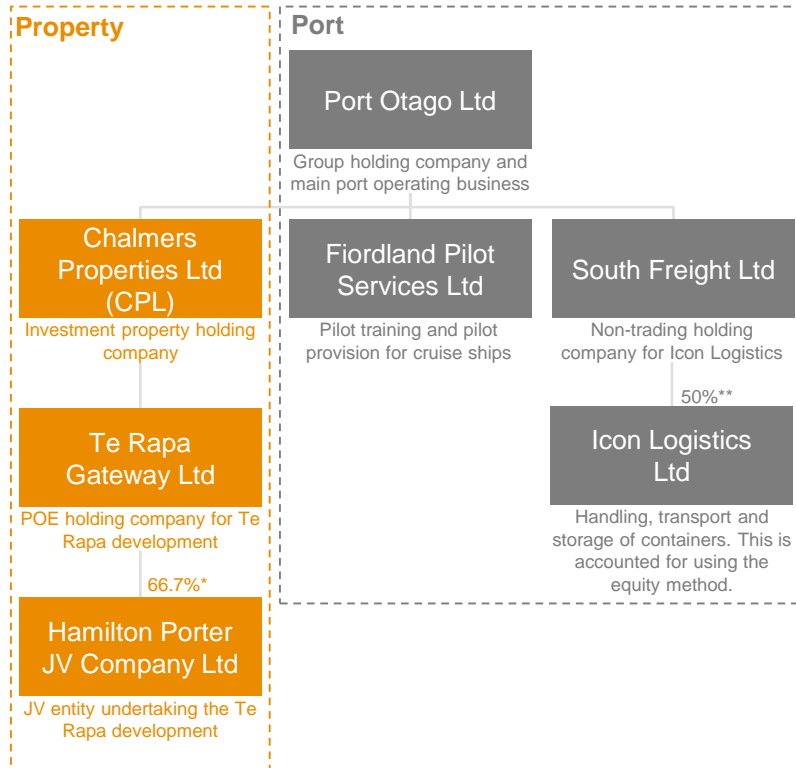 Property
Port
Port Otago Ltd
Group holding company and
main port operating business
Chalmers
Properties Ltd
(CPL)
Investment property holding
company
Fiordland Pilot
Services Ltd
Pilot training and pilot
provision for cruise ships
South Freight Ltd
Non-trading holding
company for Icon Logistics
50%**
Te Rapa
Gateway Ltd
POE holding company for Te
Rapa development
Icon Logistics
Ltd
Handling, transport and
storage of containers. This is
accounted for using the
equity method.
66.7%*
Hamilton Porter
JV Company Ltd
JV entity undertaking the Te
Rapa development